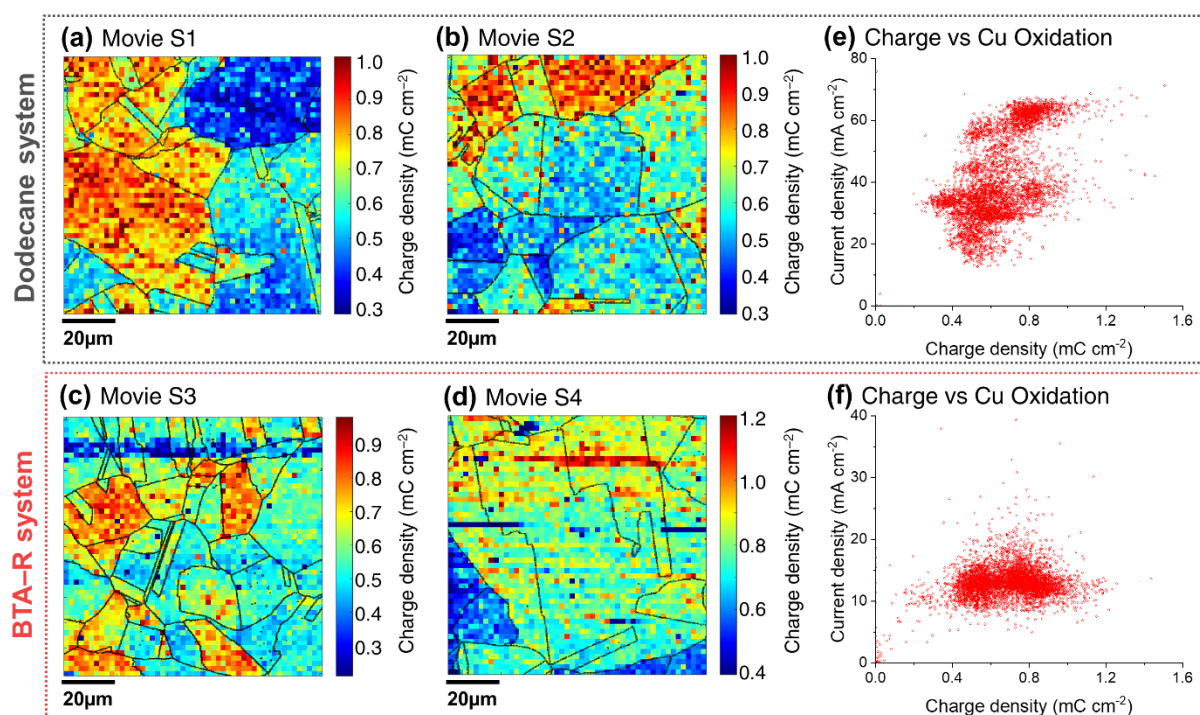 Dodecane system
(a) Movie S1
1.0
0.9
0.8
0.7
0.6
0.5
0.4
0.3
Charge density (mC cm⁻²)
20µm
(b) Movie S2
1.0
0.9
0.8
0.7
0.6
0.5
0.4
0.3
Charge density (mC cm⁻²)
20µm
(e) Charge vs Cu Oxidation
80
60
40
20
0
Current density (mA cm⁻²)
0.0 0.4 0.8 1.2 1.6
Charge density (mC cm⁻²)
BTA–R system
(c) Movie S3
0.9
0.8
0.7
0.6
0.5
0.4
0.3
Charge density (mC cm⁻²)
20µm
(d) Movie S4
1.2
1.0
0.8
0.6
0.4
Charge density (mC cm⁻²)
20µm
(f) Charge vs Cu Oxidation
40
30
20
10
0
Current density (mA cm⁻²)
0.0 0.4 0.8 1.2 1.6
Charge density (mC cm⁻²)